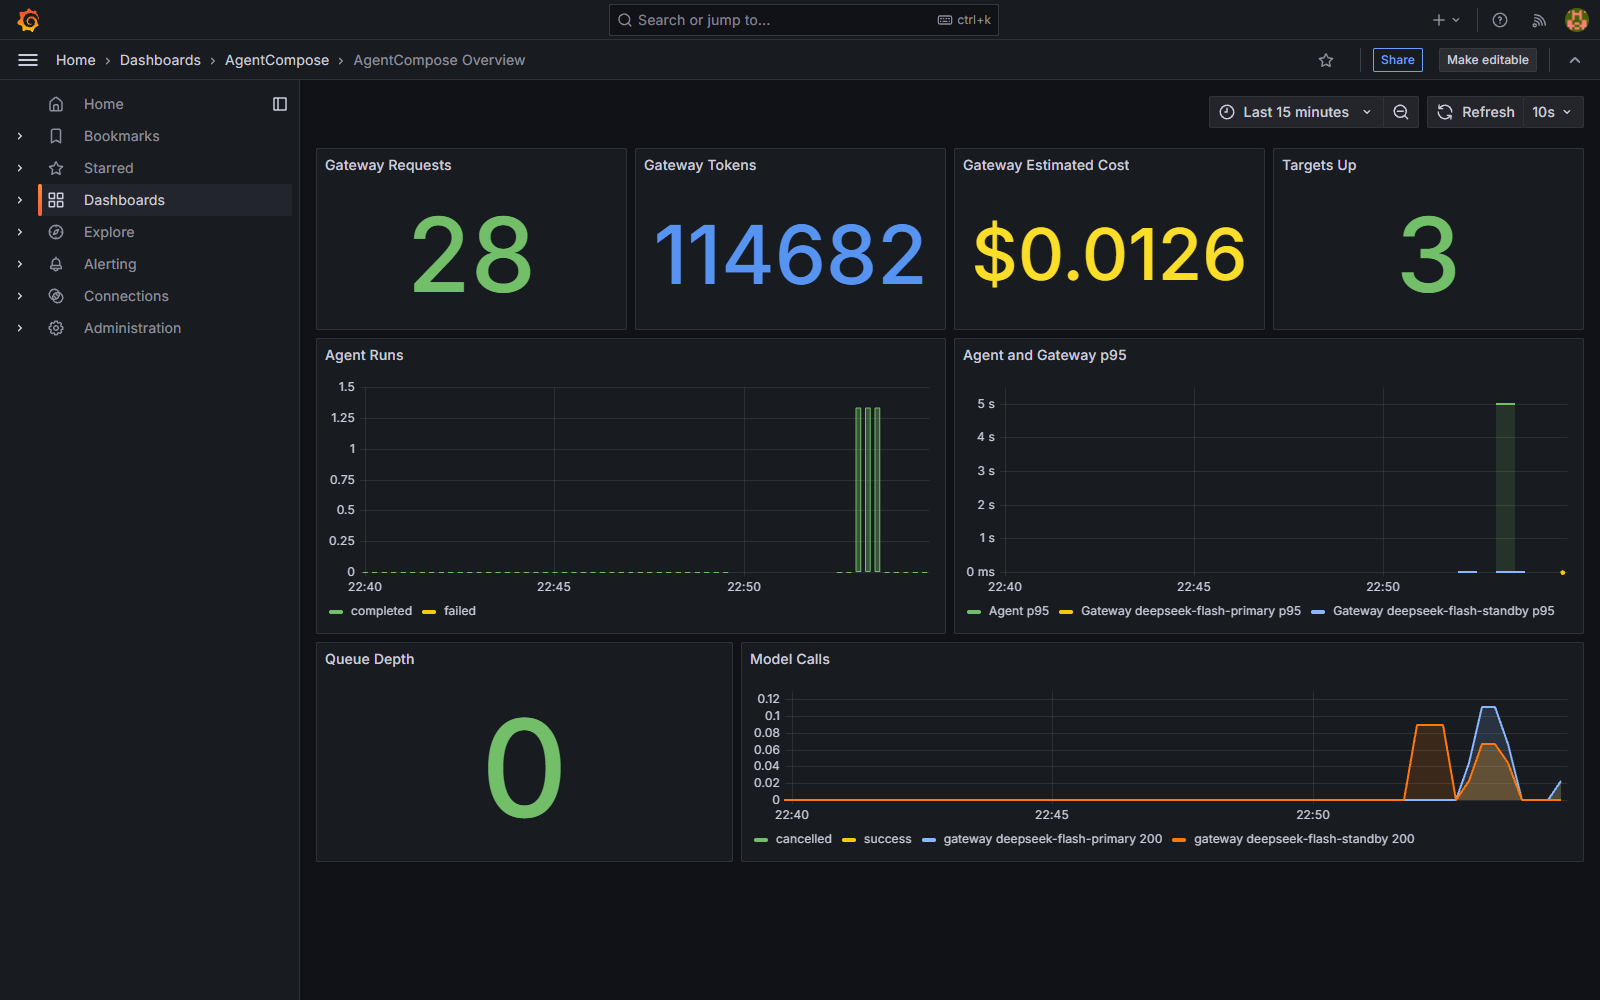 Search or jump to... ctrl+k
Home › Dashboards › AgentCompose › AgentCompose Overview
Share
Make editable
Home
Bookmarks
Starred
Dashboards
Explore
Alerting
Connections
Administration
Last 15 minutes
Refresh 10s
Gateway Requests
28
Gateway Tokens
114682
Gateway Estimated Cost
$0.0126
Targets Up
3
Agent Runs
1.5
1.25
1
0.75
0.5
0.25
0
22:40 22:45 22:50
completed failed
Agent and Gateway p95
5 s
4 s
3 s
2 s
1 s
0 ms
22:40 22:45 22:50
Agent p95 Gateway deepseek-flash-primary p95 Gateway deepseek-flash-standby p95
Queue Depth
0
Model Calls
0.12
0.1
0.08
0.06
0.04
0.02
0
22:40 22:45 22:50
cancelled success gateway deepseek-flash-primary 200 gateway deepseek-flash-standby 200